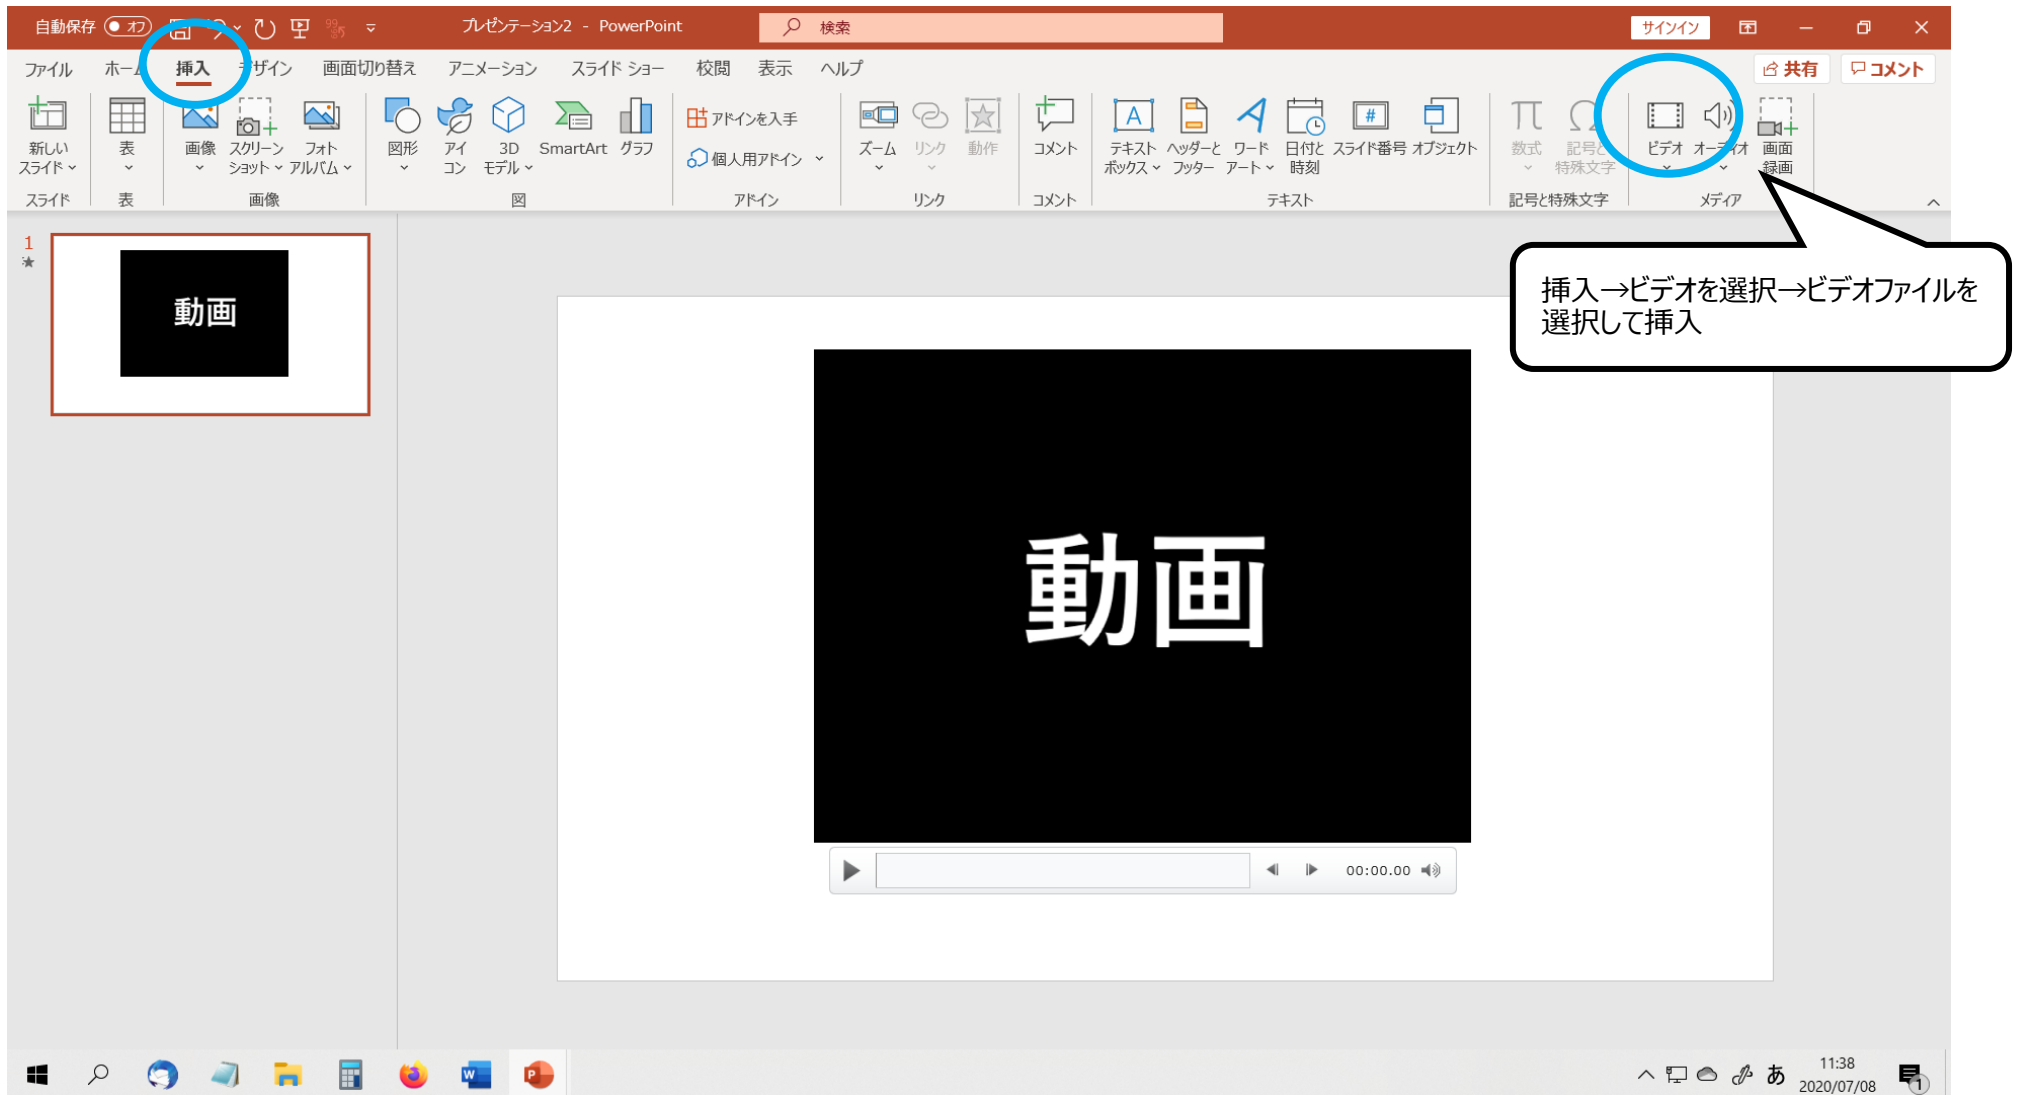 自動保存 オフ プレゼンテーション2 - PowerPoint 検索 サインイン
ファイル ホーム 挿入 デザイン 画面切り替え アニメーション スライド ショー 校閲 表示 ヘルプ 共有 コメント
新しい
スライド
表
画像
スクリーン
ショット
フォト
アルバム
図形
アイ
コン
3D
モデル
SmartArt
グラフ
アドインを入手
個人用アドイン
ズーム
リンク
動作
コメント
テキスト
ボックス
ヘッダーと
フッター
ワード
アート
日付と
時刻
スライド番号
オブジェクト
数式
記号と
特殊文字
ビデオ
オーディオ
画面
録画
スライド 表 画像 図 アドイン リンク コメント テキスト 記号と特殊文字 メディア
挿入→ビデオを選択→ビデオファイルを
選択して挿入
1
動画
動画
00:00.00
あ
11:38
2020/07/08
1